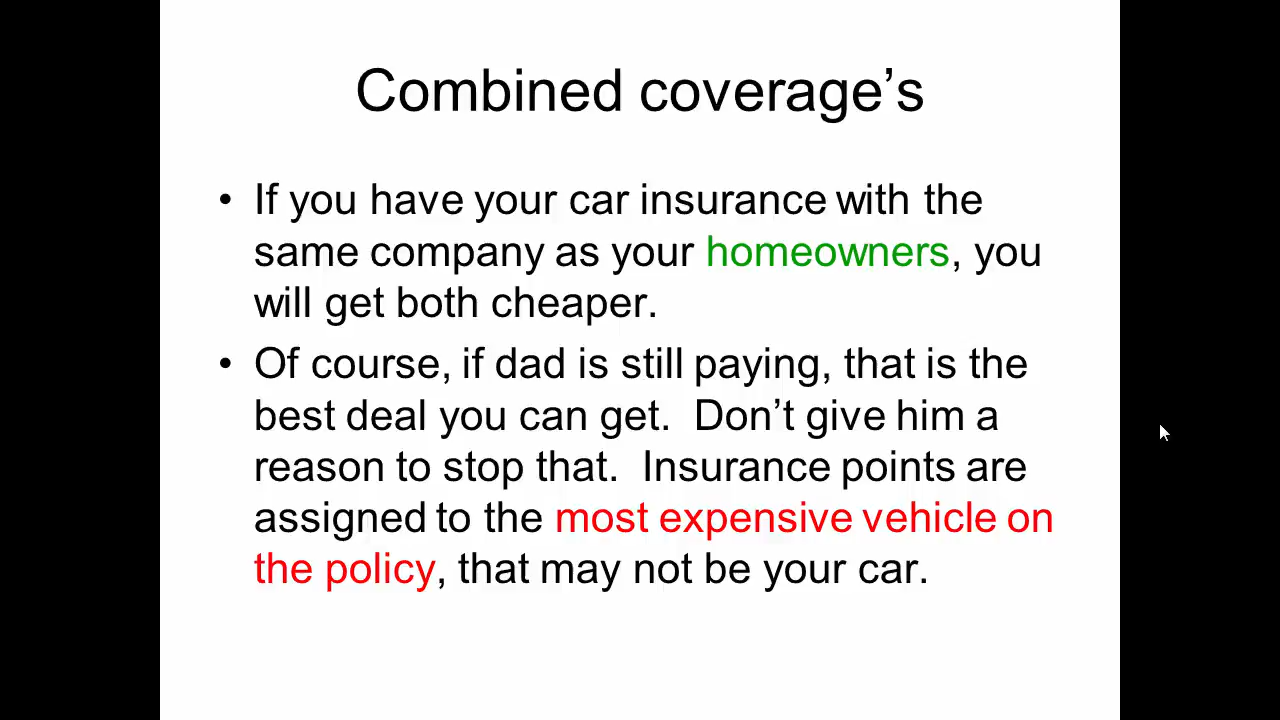 Combined coverage’s
• If you have your car insurance with the
same company as your homeowners, you
will get both cheaper.
• Of course, if dad is still paying, that is the
best deal you can get.  Don’t give him a
reason to stop that.  Insurance points are
assigned to the most expensive vehicle on
the policy, that may not be your car.